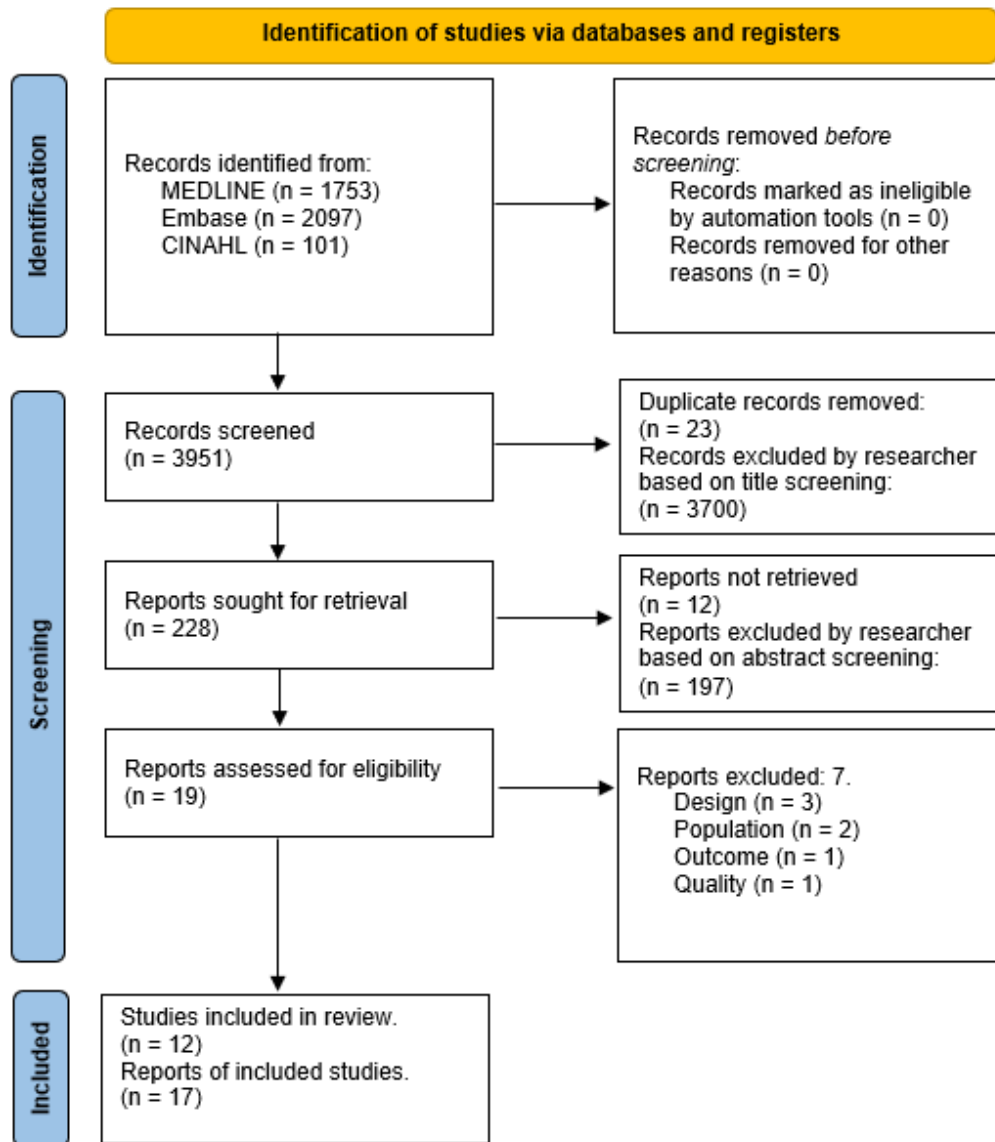 Identification of studies via databases and registers
Identification
Records identified from:
MEDLINE (n = 1753)
Embase (n = 2097)
CINAHL (n = 101)
Records removed before
screening:
Records marked as ineligible
by automation tools (n = 0)
Records removed for other
reasons (n = 0)
Screening
Records screened
(n = 3951)
Duplicate records removed:
(n = 23)
Records excluded by researcher
based on title screening:
(n = 3700)
Reports sought for retrieval
(n = 228)
Reports not retrieved
(n = 12)
Reports excluded by researcher
based on abstract screening:
(n = 197)
Reports assessed for eligibility
(n = 19)
Reports excluded: 7.
Design (n = 3)
Population (n = 2)
Outcome (n = 1)
Quality (n = 1)
Included
Studies included in review.
(n = 12)
Reports of included studies.
(n = 17)